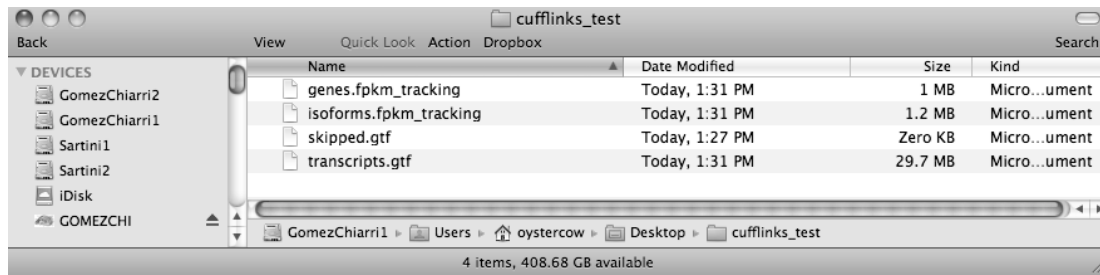 cufflinks_test
Back View Quick Look Action Dropbox Search
Name Date Modified Size Kind
DEVICES
GomezChiarri2
GomezChiarri1
Sartini1
Sartini2
iDisk
GOMEZCHI
genes.fpkm_tracking Today, 1:31 PM 1 MB Micro...ument
isoforms.fpkm_tracking Today, 1:31 PM 1.2 MB Micro...ument
skipped.gtf Today, 1:27 PM Zero KB Micro...ument
transcripts.gtf Today, 1:31 PM 29.7 MB Micro...ument
GomezChiarri1 ▸ Users ▸ oystercow ▸ Desktop ▸ cufflinks_test
4 items, 408.68 GB available